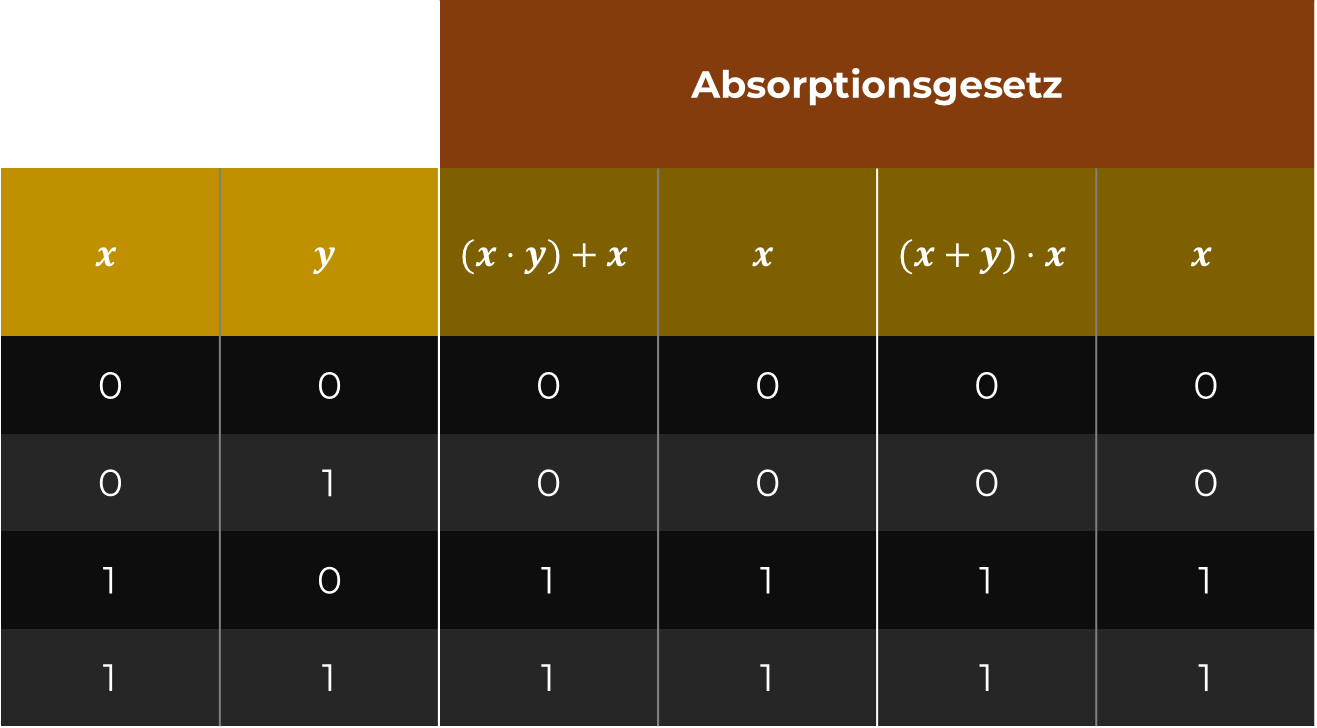 Absorptionsgesetz
x y (x · y) + x x (x + y) · x x
0 0 0 0 0 0
0 1 0 0 0 0
1 0 1 1 1 1
1 1 1 1 1 1